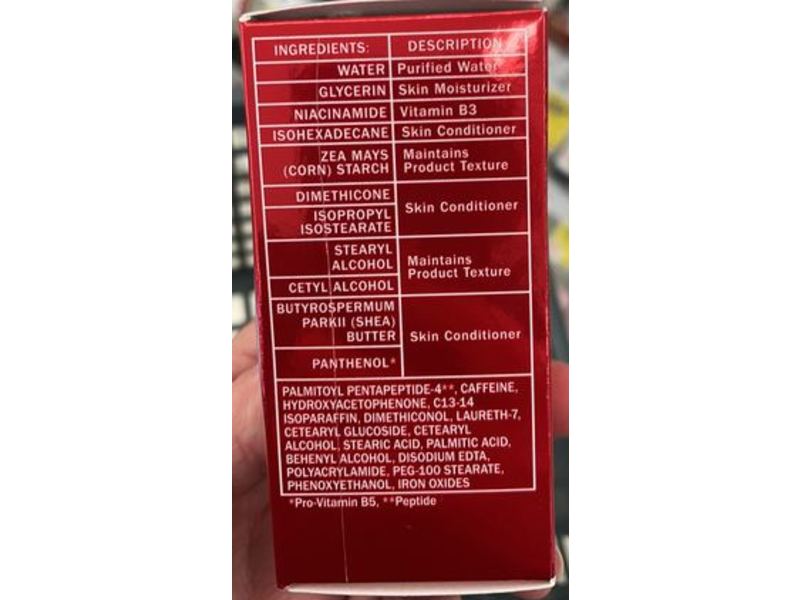 INGREDIENTS: DESCRIPTION
WATER Purified Water
GLYCERIN Skin Moisturizer
NIACINAMIDE Vitamin B3
ISOHEXADECANE Skin Conditioner
ZEA MAYS
(CORN) STARCH
Maintains
Product Texture
DIMETHICONE
ISOPROPYL
ISOSTEARATE
Skin Conditioner
STEARYL
ALCOHOL
CETYL ALCOHOL
Maintains
Product Texture
BUTYROSPERMUM
PARKII (SHEA)
BUTTER
PANTHENOL*
Skin Conditioner
PALMITOYL PENTAPEPTIDE-4**, CAFFEINE,
HYDROXYACETOPHENONE, C13-14
ISOPARAFFIN, DIMETHICONOL, LAURETH-7,
CETEARYL GLUCOSIDE, CETEARYL
ALCOHOL, STEARIC ACID, PALMITIC ACID,
BEHENYL ALCOHOL, DISODIUM EDTA,
POLYACRYLAMIDE, PEG-100 STEARATE,
PHENOXYETHANOL, IRON OXIDES
*Pro-Vitamin B5, **Peptide